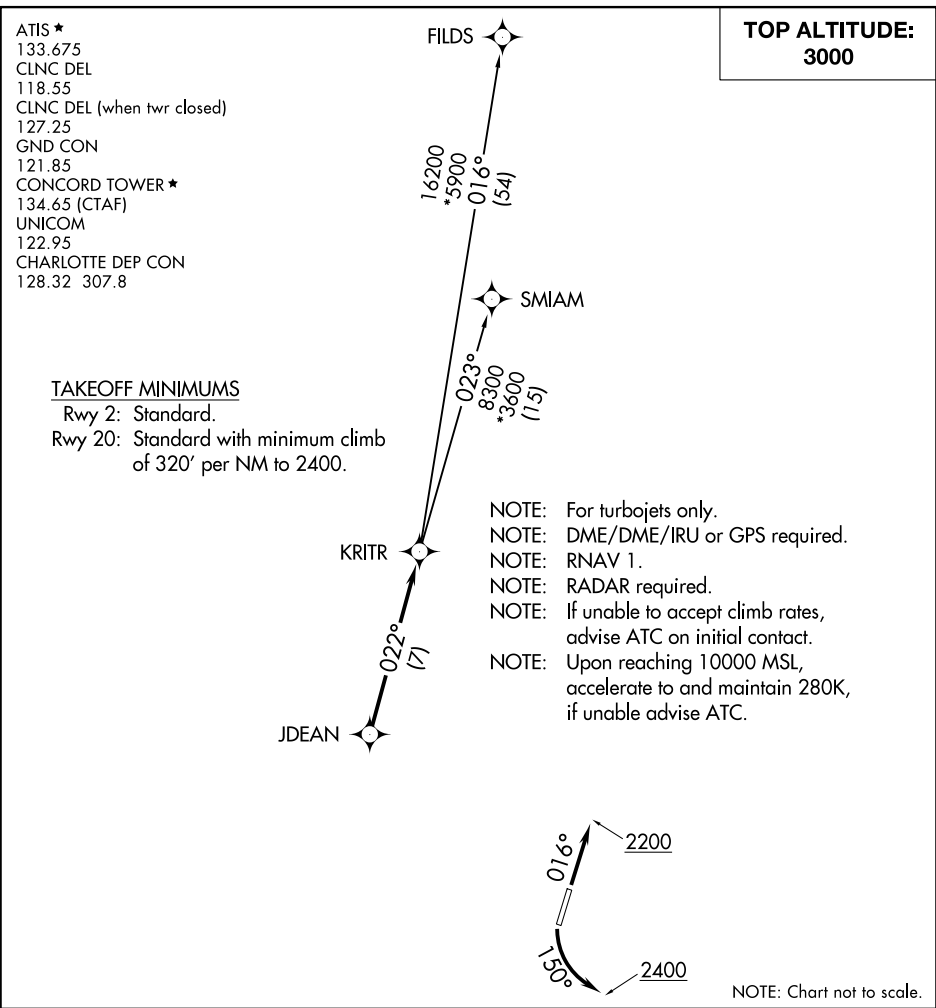 ATIS ★
133.675
CLNC DEL
118.55
CLNC DEL (when twr closed)
127.25
GND CON
121.85
CONCORD TOWER ★
134.65 (CTAF)
UNICOM
122.95
CHARLOTTE DEP CON
128.32 307.8
TOP ALTITUDE:
3000
FILDS
16200
*5900
016°
(54)
SMIAM
023°
8300
*3600
(15)
TAKEOFF MINIMUMS
Rwy 2: Standard.
Rwy 20: Standard with minimum climb
of 320' per NM to 2400.
KRITR
022°
(7)
JDEAN
NOTE: For turbojets only.
NOTE: DME/DME/IRU or GPS required.
NOTE: RNAV 1.
NOTE: RADAR required.
NOTE: If unable to accept climb rates,
advise ATC on initial contact.
NOTE: Upon reaching 10000 MSL,
accelerate to and maintain 280K,
if unable advise ATC.
016°
2200
150°
2400
NOTE: Chart not to scale.